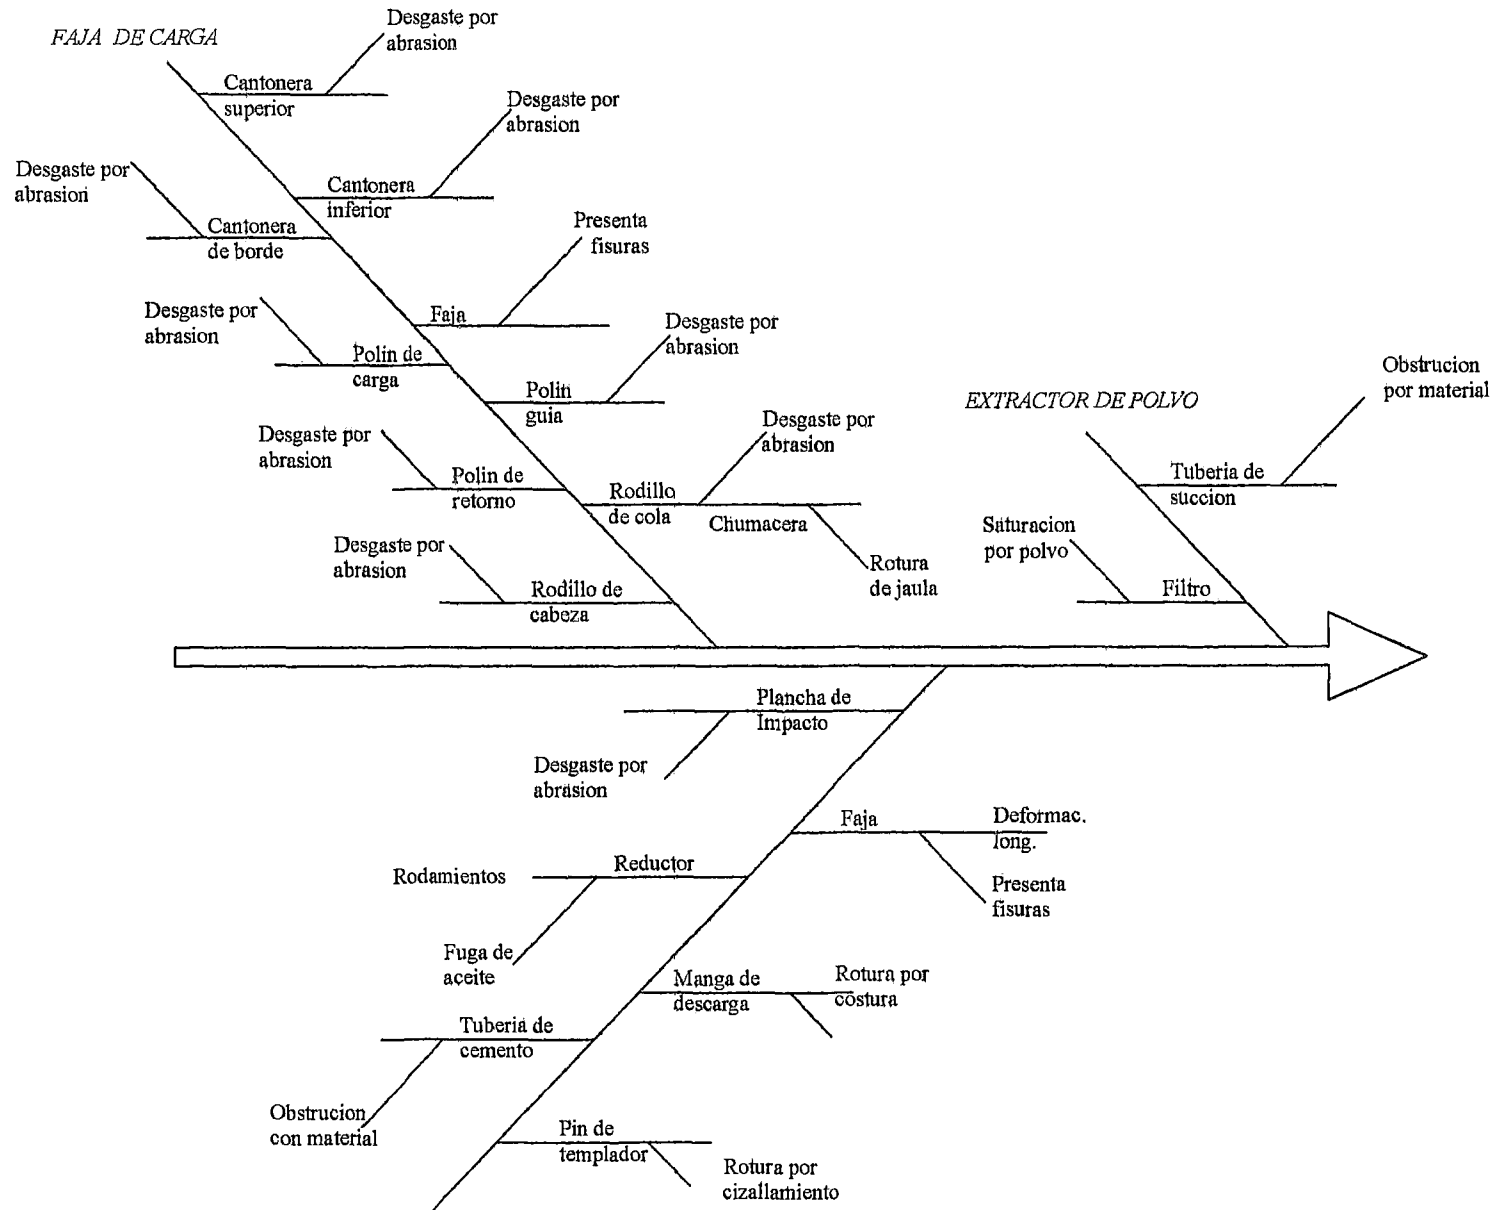 FAJA DE CARGA
Desgaste por
abrasion
Cantonera
superior
Desgaste por
abrasion
Cantonera
inferior
Desgaste por
abrasion
Cantonera
de borde
Presenta
fisuras
Faja
Desgaste por
abrasion
Polin de
carga
Desgaste por
abrasion
Polin
guia
Desgaste por
abrasion
Polin de
retorno
Desgaste por
abrasion
Rodillo
de cola
Chumacera
Rotura
de jaula
Desgaste por
abrasion
Rodillo de
cabeza
EXTRACTOR DE POLVO
Obstrucion
por material
Tuberia de
succion
Saturacion
por polvo
Filtro
Plancha de
Impacto
Desgaste por
abrasion
Faja
Deformac.
long.
Presenta
fisuras
Reductor
Rodamientos
Fuga de
aceite
Manga de
descarga
Rotura por
costura
Tuberia de
cemento
Obstrucion
con material
Pin de
templador
Rotura por
cizallamiento